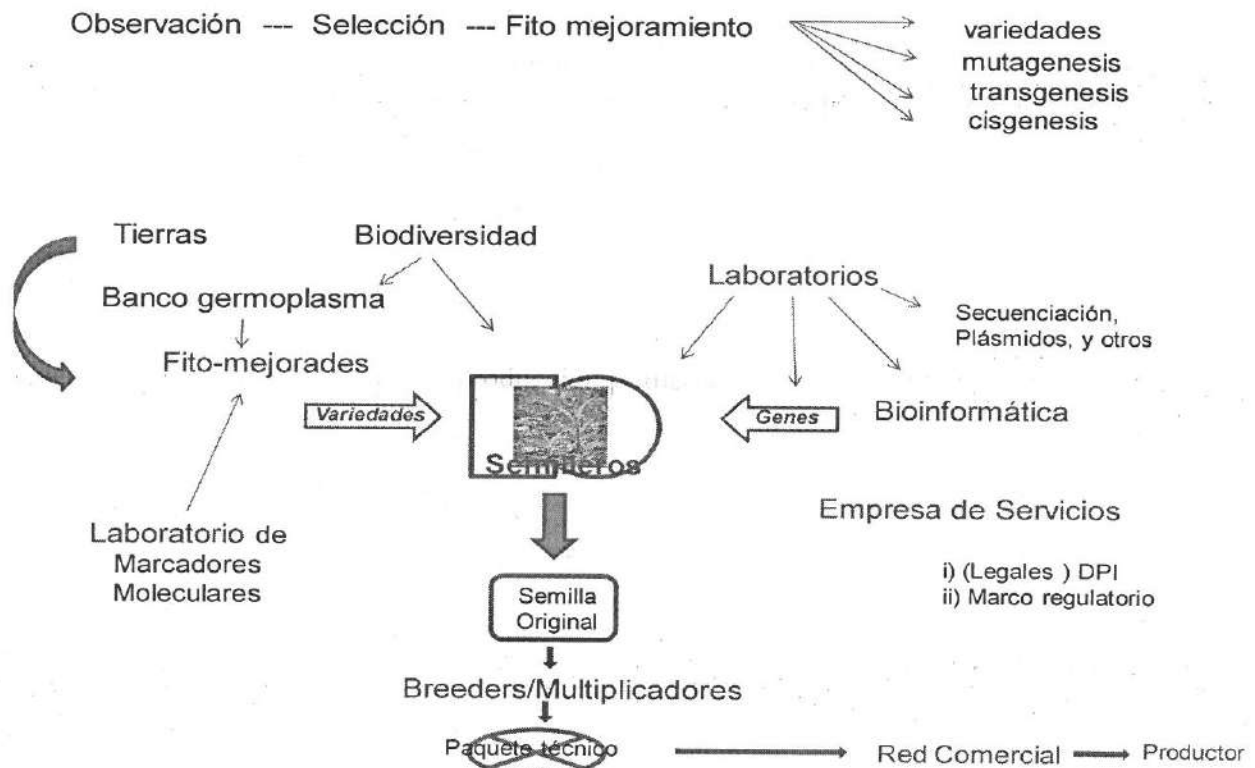 Observación --- Selección --- Fito mejoramiento
variedades
mutagenesis
transgenesis
cisgenesis
Tierras
Biodiversidad
Banco germoplasma
Fito-mejorades
Laboratorios
Secuenciación,
Plásmidos, y otros
Variedades
Semilleros
Genes
Bioinformática
Laboratorio de
Marcadores
Moleculares
Empresa de Servicios
i) (Legales ) DPI
ii) Marco regulatorio
Semilla
Original
Breeders/Multiplicadores
Paquete técnico
Red Comercial
Productor